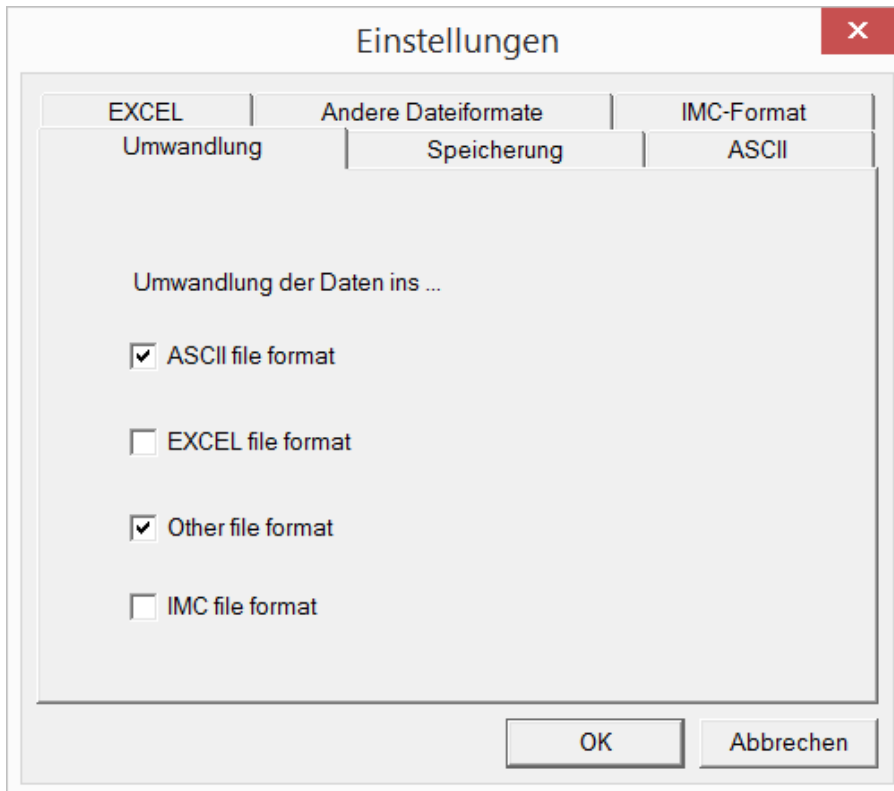 Einstellungen
EXCEL Andere Dateiformate IMC-Format
Umwandlung Speicherung ASCII
Umwandlung der Daten ins ...
ASCII file format
EXCEL file format
Other file format
IMC file format
OK Abbrechen